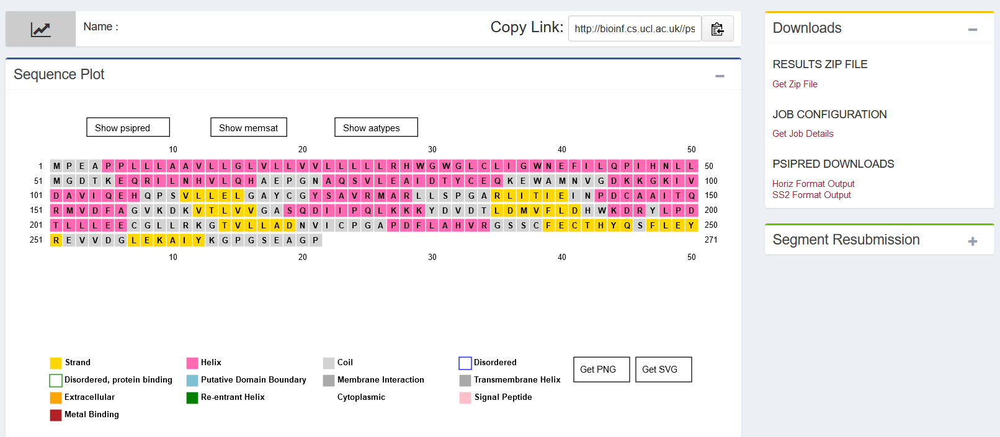 Name :
Copy Link: http://bioinf.cs.ucl.ac.uk//ps
Sequence Plot
Show psipred Show memsat Show aatypes
10 20 30 40 50
1 M P E A P P L L L A A V L L G L V L L V V L L L L L R H W G W G L C L I G W N E F I L Q P I H N L L 50
51 M G D T K E Q R I L N H V L Q H A E P G N A Q S V L E A I D T Y C E Q K E W A M N V G D K K G K I V 100
101 D A V I Q E H Q P S V L L E L G A Y C G Y S A V R M A R L L S P G A R L I T I E I N P D C A A I T Q 150
151 R M V D F A G V K D K V T L V V G A S Q D I I P Q L K K K Y D V D T L D M V F L D H W K D R Y L P D 200
201 T L L L E E C G L L R K G T V L L A D N V I C P G A P D F L A H V R G S S C F E C T H Y Q S F L E Y 250
251 R E V V D G L E K A I Y K G P G S E A G P 271
10 20 30 40 50
Strand Helix Coil Disordered
Disordered, protein binding Putative Domain Boundary Membrane Interaction Transmembrane Helix
Extracellular Re-entrant Helix Cytoplasmic Signal Peptide
Metal Binding
Get PNG Get SVG
Downloads
RESULTS ZIP FILE
Get Zip File
JOB CONFIGURATION
Get Job Details
PSIPRED DOWNLOADS
Horiz Format Output
SS2 Format Output
Segment Resubmission